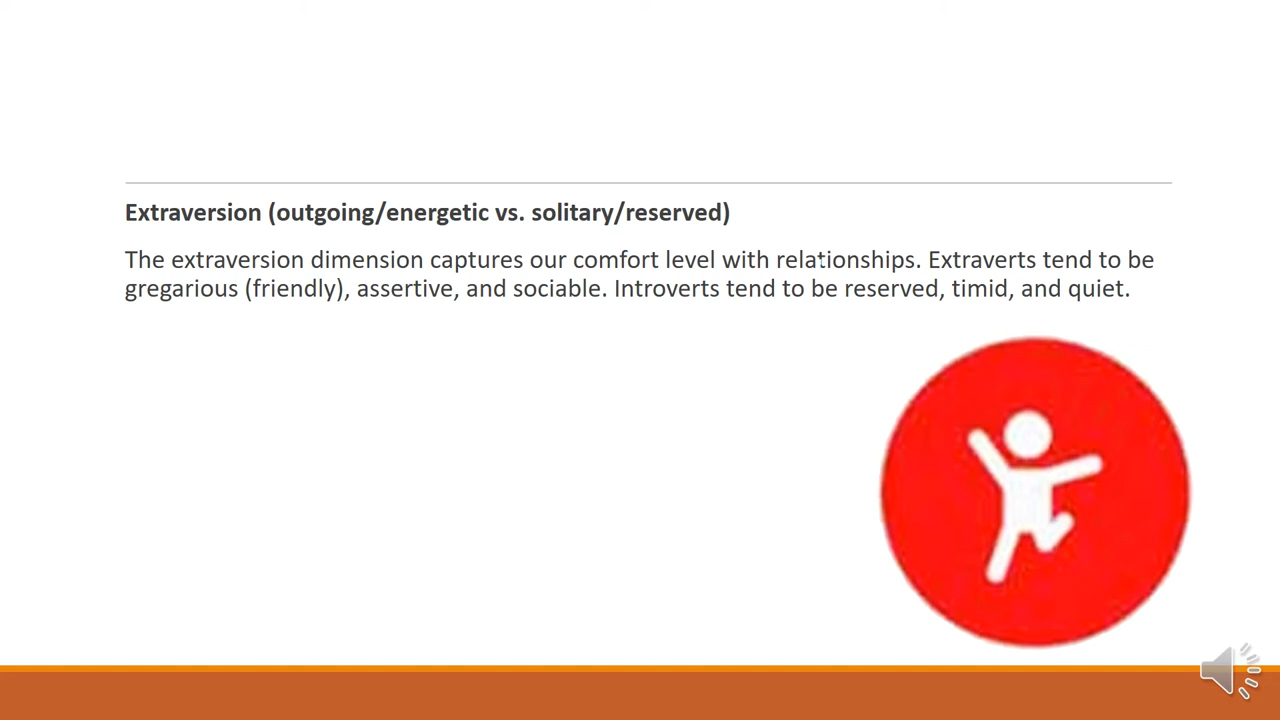 Extraversion (outgoing/energetic vs. solitary/reserved)
The extraversion dimension captures our comfort level with relationships. Extraverts tend to be
gregarious (friendly), assertive, and sociable. Introverts tend to be reserved, timid, and quiet.